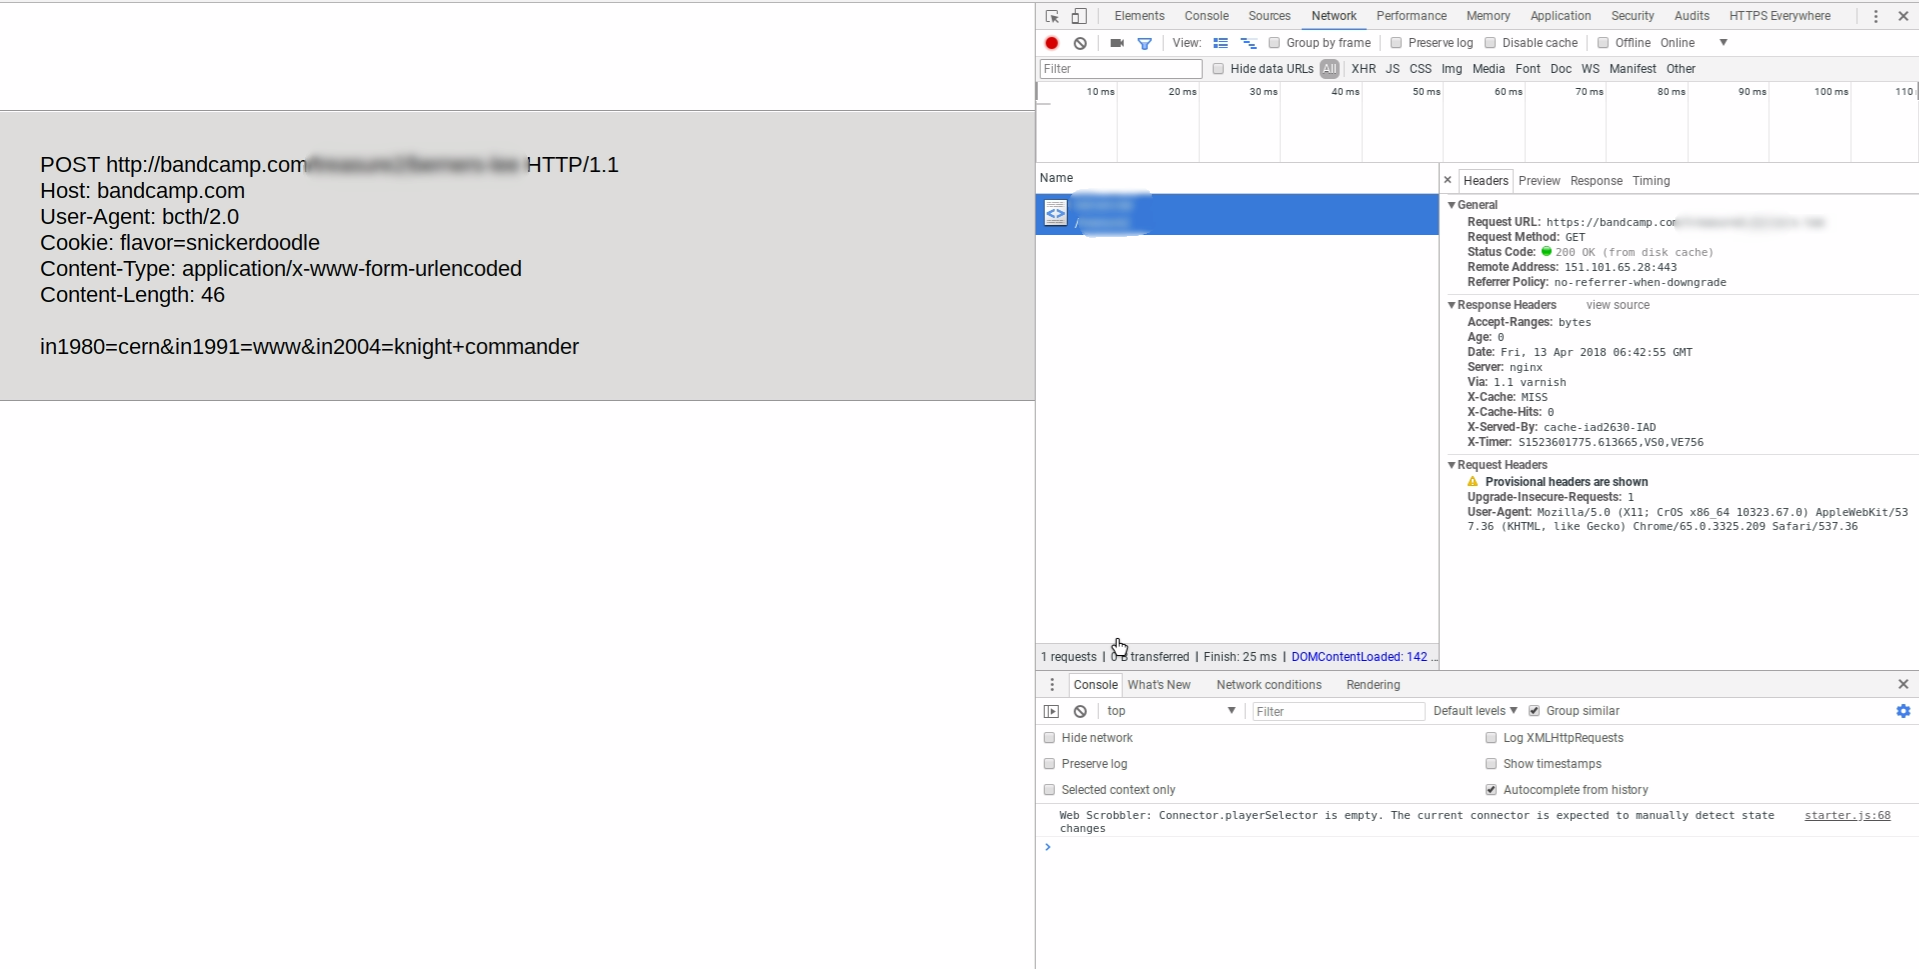 POST http://bandcamp.com HTTP/1.1
Host: bandcamp.com
User-Agent: bcth/2.0
Cookie: flavor=snickerdoodle
Content-Type: application/x-www-form-urlencoded
Content-Length: 46
in1980=cern&in1991=www&in2004=knight+commander
Elements Console Sources Network Performance Memory Application Security Audits HTTPS Everywhere
View: Group by frame Preserve log Disable cache Offline Online
Filter Hide data URLs All XHR JS CSS Img Media Font Doc WS Manifest Other
10 ms 20 ms 30 ms 40 ms 50 ms 60 ms 70 ms 80 ms 90 ms 100 ms 110
Name
/
1 requests | 0 B transferred | Finish: 25 ms | DOMContentLoaded: 142 ...
× Headers Preview Response Timing
General
Request URL: https://bandcamp.com
Request Method: GET
Status Code: 200 OK (from disk cache)
Remote Address: 151.101.65.28:443
Referrer Policy: no-referrer-when-downgrade
Response Headers view source
Accept-Ranges: bytes
Age: 0
Date: Fri, 13 Apr 2018 06:42:55 GMT
Server: nginx
Via: 1.1 varnish
X-Cache: MISS
X-Cache-Hits: 0
X-Served-By: cache-iad2630-IAD
X-Timer: S1523601775.613665,VS0,VE756
Request Headers
Provisional headers are shown
Upgrade-Insecure-Requests: 1
User-Agent: Mozilla/5.0 (X11; CrOS x86_64 10323.67.0) AppleWebKit/53
7.36 (KHTML, like Gecko) Chrome/65.0.3325.209 Safari/537.36
Console What's New Network conditions Rendering
top Filter Default levels Group similar
Hide network Log XMLHttpRequests
Preserve log Show timestamps
Selected context only Autocomplete from history
Web Scrobbler: Connector.playerSelector is empty. The current connector is expected to manually detect state starter.js:68
changes